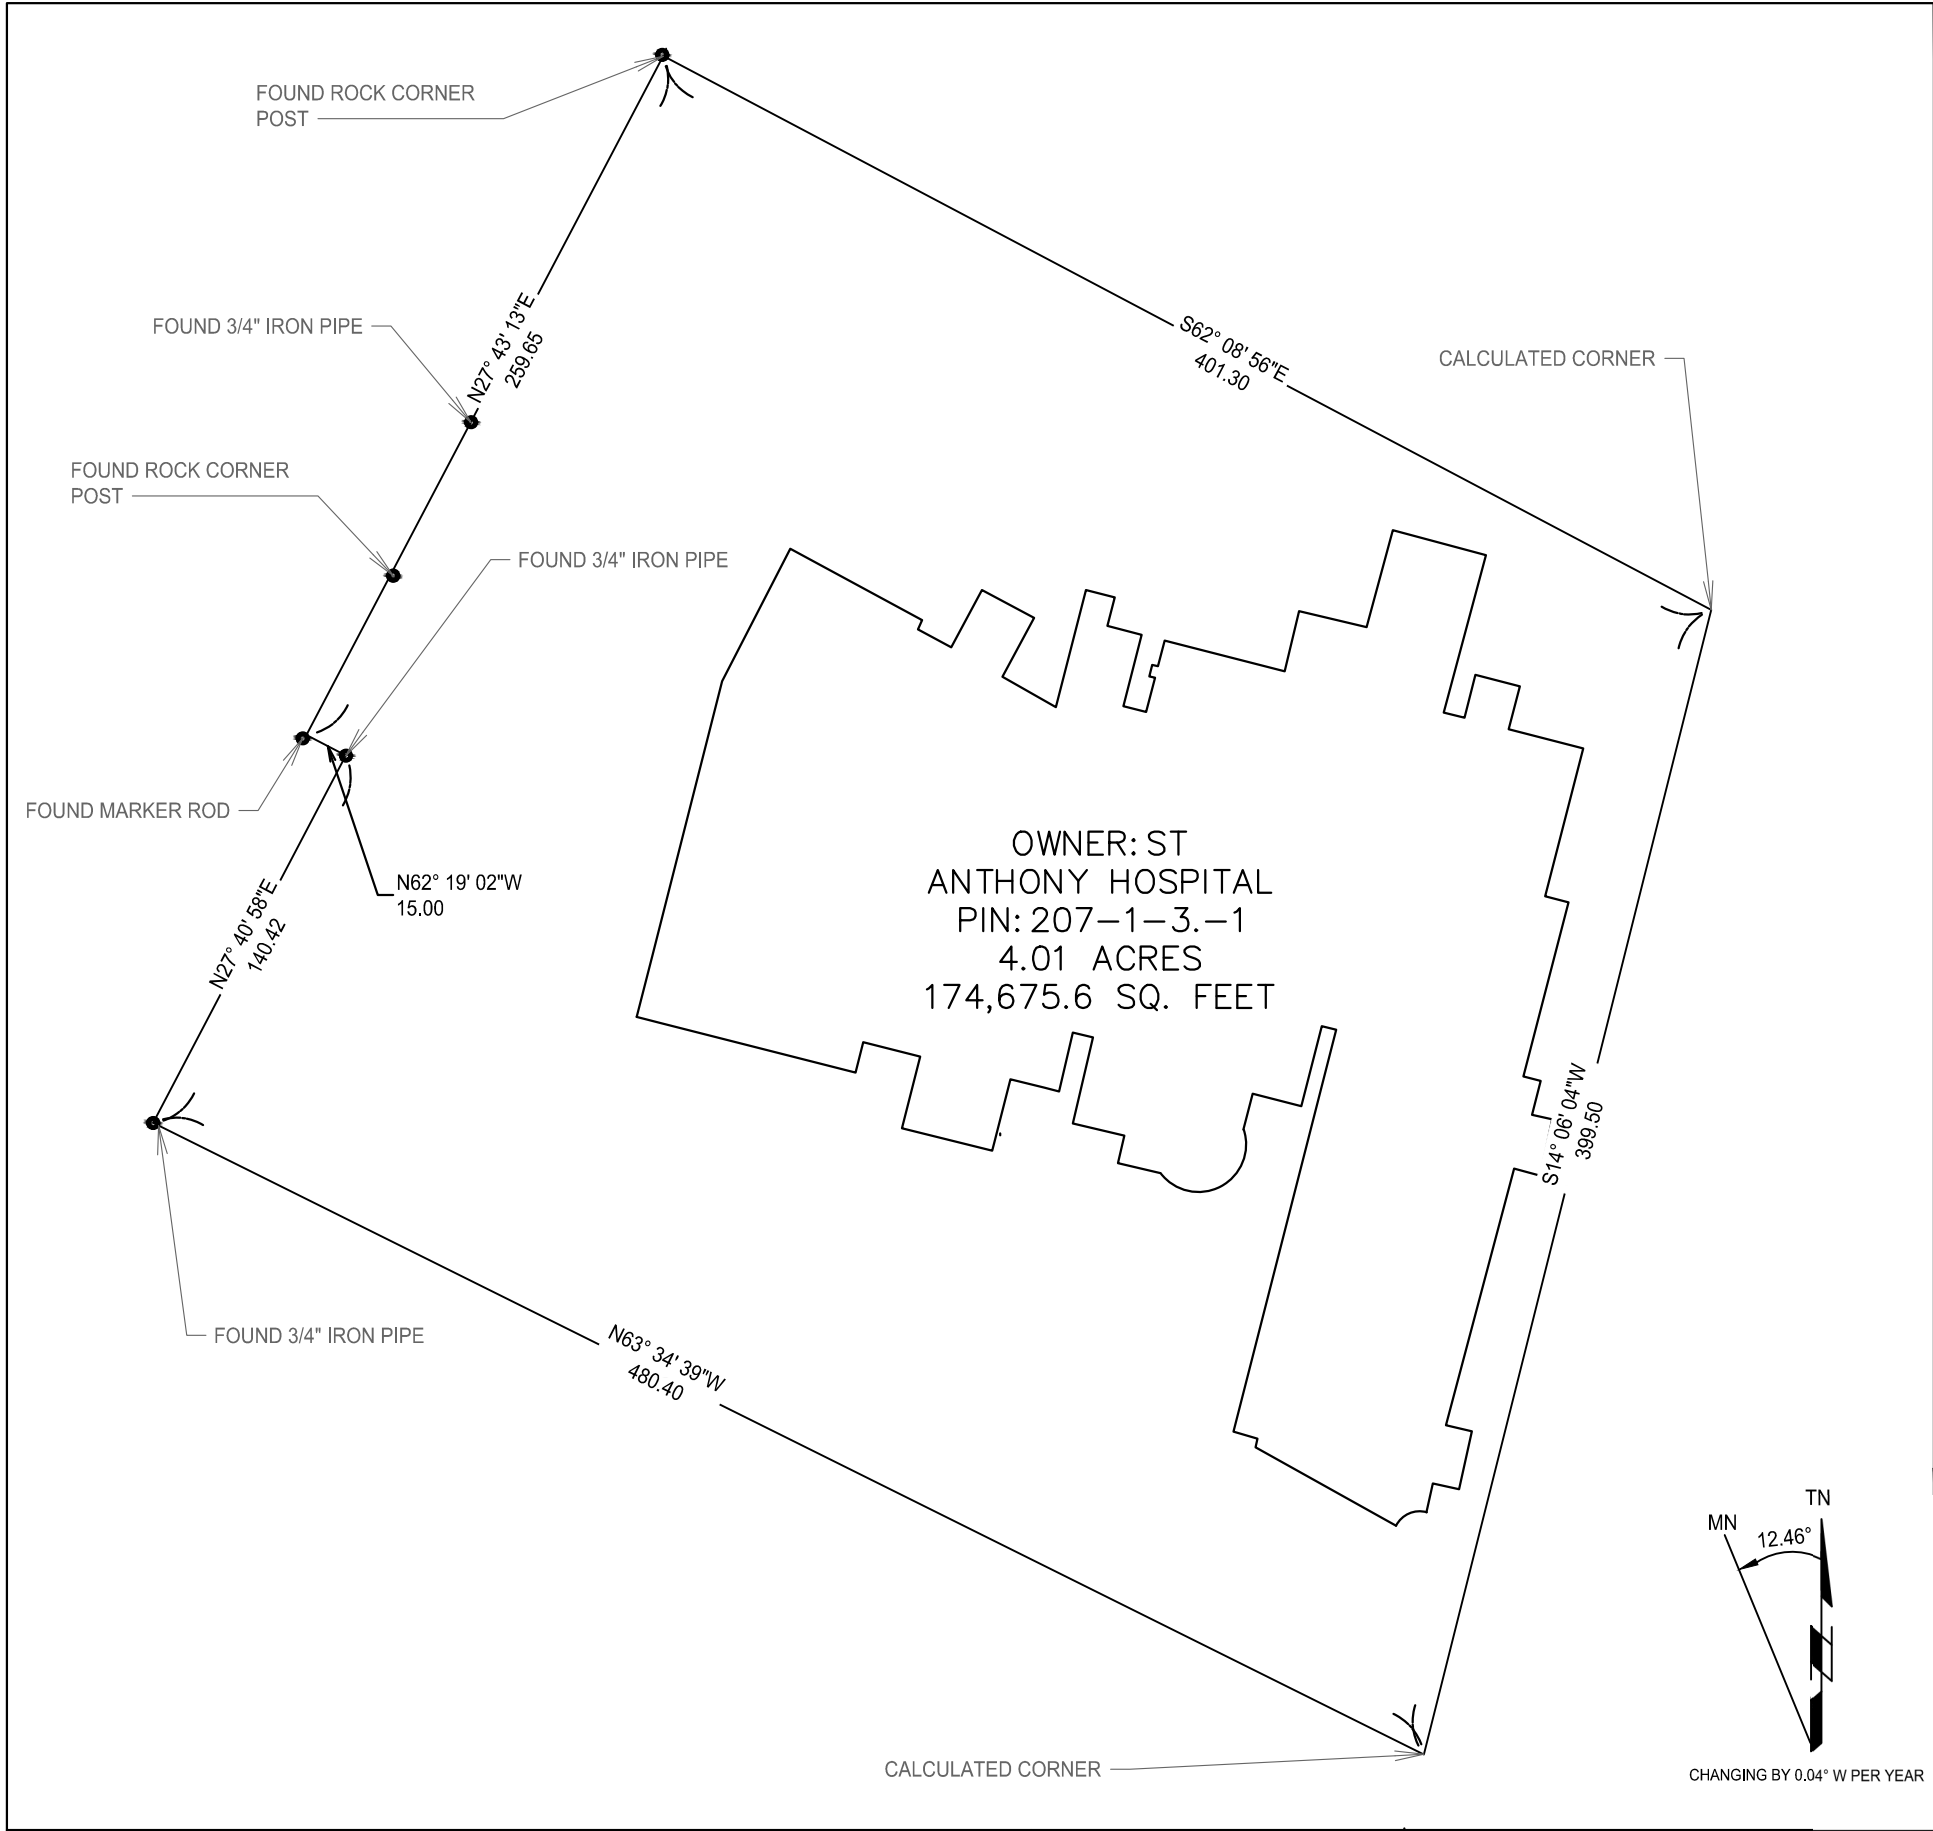 FOUND ROCK CORNER
POST
FOUND 3/4" IRON PIPE
N27° 43' 13"E
259.65
S62° 08' 56"E
401.30
CALCULATED CORNER
FOUND ROCK CORNER
POST
FOUND 3/4" IRON PIPE
FOUND MARKER ROD
N62° 19' 02"W
15.00
N27° 40' 58"E
140.42
OWNER: ST
ANTHONY HOSPITAL
PIN: 207-1-3.-1
4.01 ACRES
174,675.6 SQ. FEET
S14° 06' 04"W
399.50
FOUND 3/4" IRON PIPE
N63° 34' 39"W
480.40
CALCULATED CORNER
TN
MN
12.46°
N
CHANGING BY 0.04° W PER YEAR